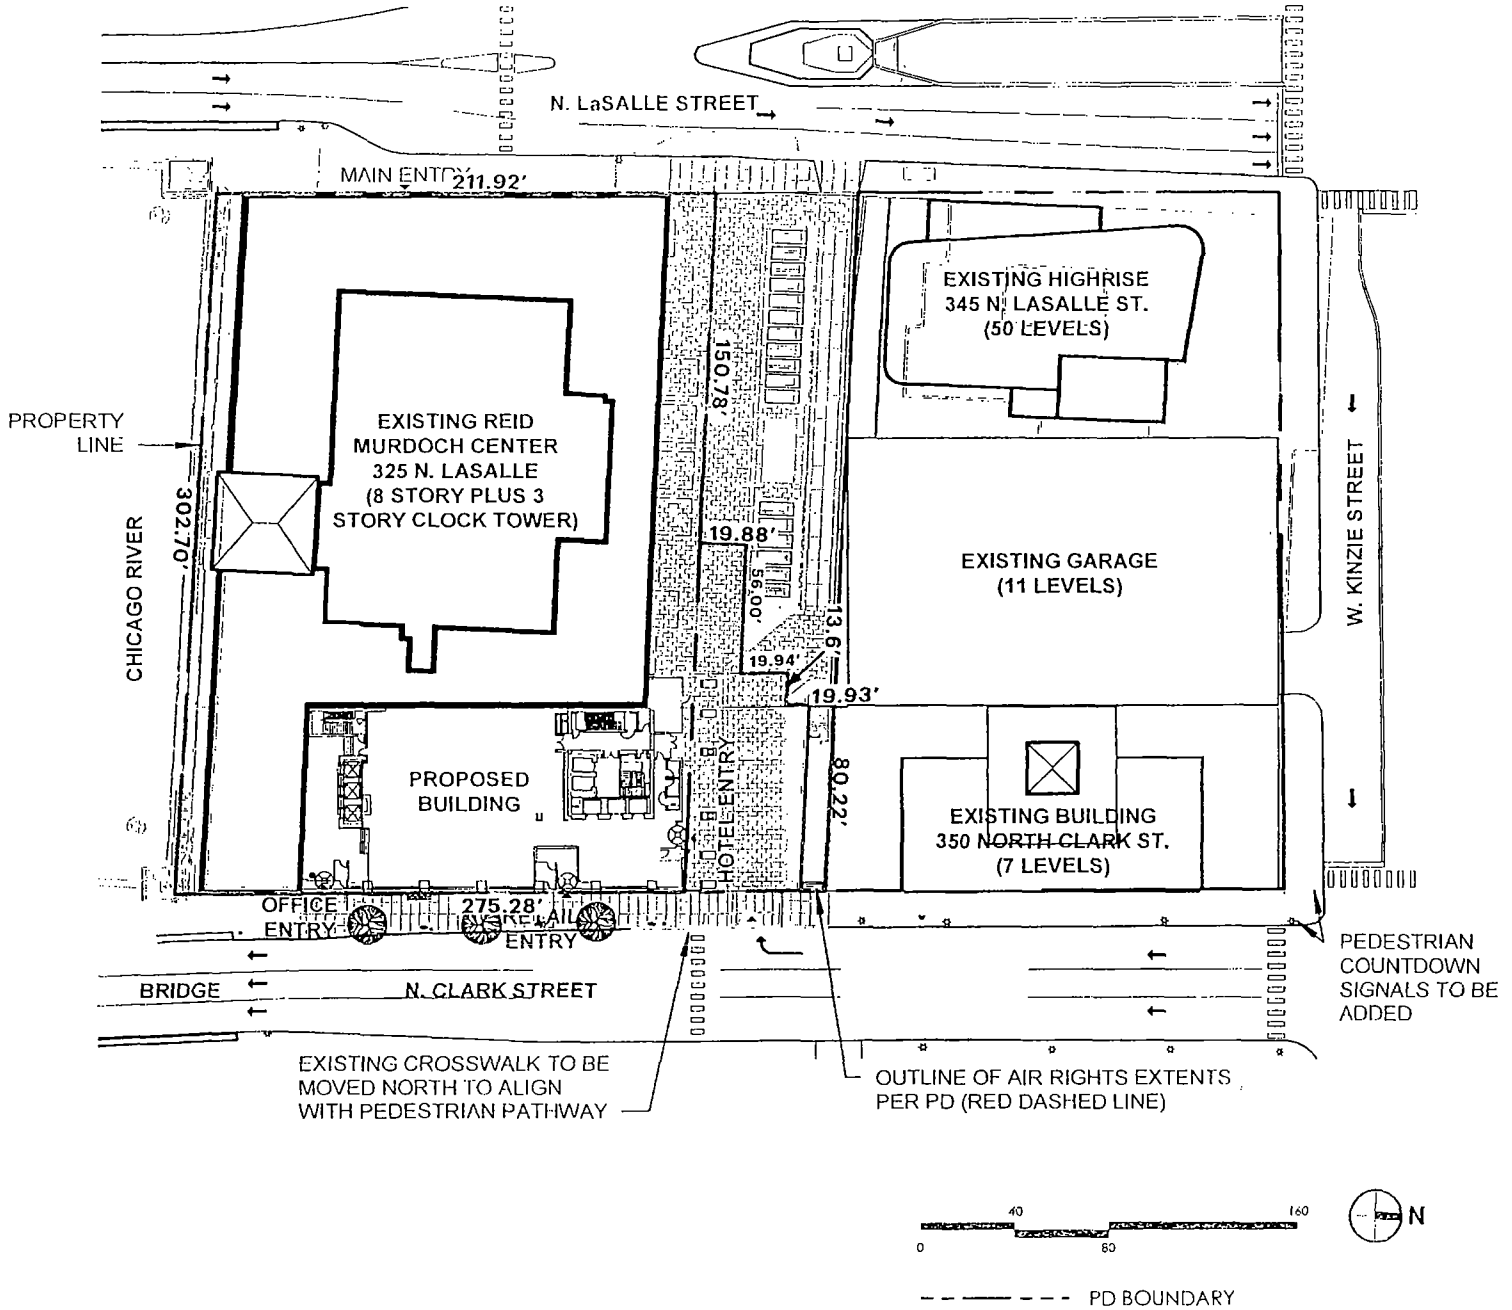 N. LaSALLE STREET
MAIN ENTRY
211.92'
EXISTING HIGHRISE
345 N. LASALLE ST.
(50 LEVELS)
150.78'
PROPERTY
LINE
EXISTING REID
MURDOCH CENTER
325 N. LASALLE
(8 STORY PLUS 3
STORY CLOCK TOWER)
302.70'
CHICAGO RIVER
19.88'
56.00'
13.6'
19.94'
19.93'
EXISTING GARAGE
(11 LEVELS)
W. KINZIE STREET
PROPOSED
BUILDING
HOTEL ENTRY
80.22'
EXISTING BUILDING
350 NORTH CLARK ST.
(7 LEVELS)
OFFICE
ENTRY
275.28'
ENTRY
BRIDGE
N. CLARK STREET
PEDESTRIAN
COUNTDOWN
SIGNALS TO BE
ADDED
EXISTING CROSSWALK TO BE
MOVED NORTH TO ALIGN
WITH PEDESTRIAN PATHWAY
OUTLINE OF AIR RIGHTS EXTENTS
PER PD (RED DASHED LINE)
40
160
0
80
N
PD BOUNDARY